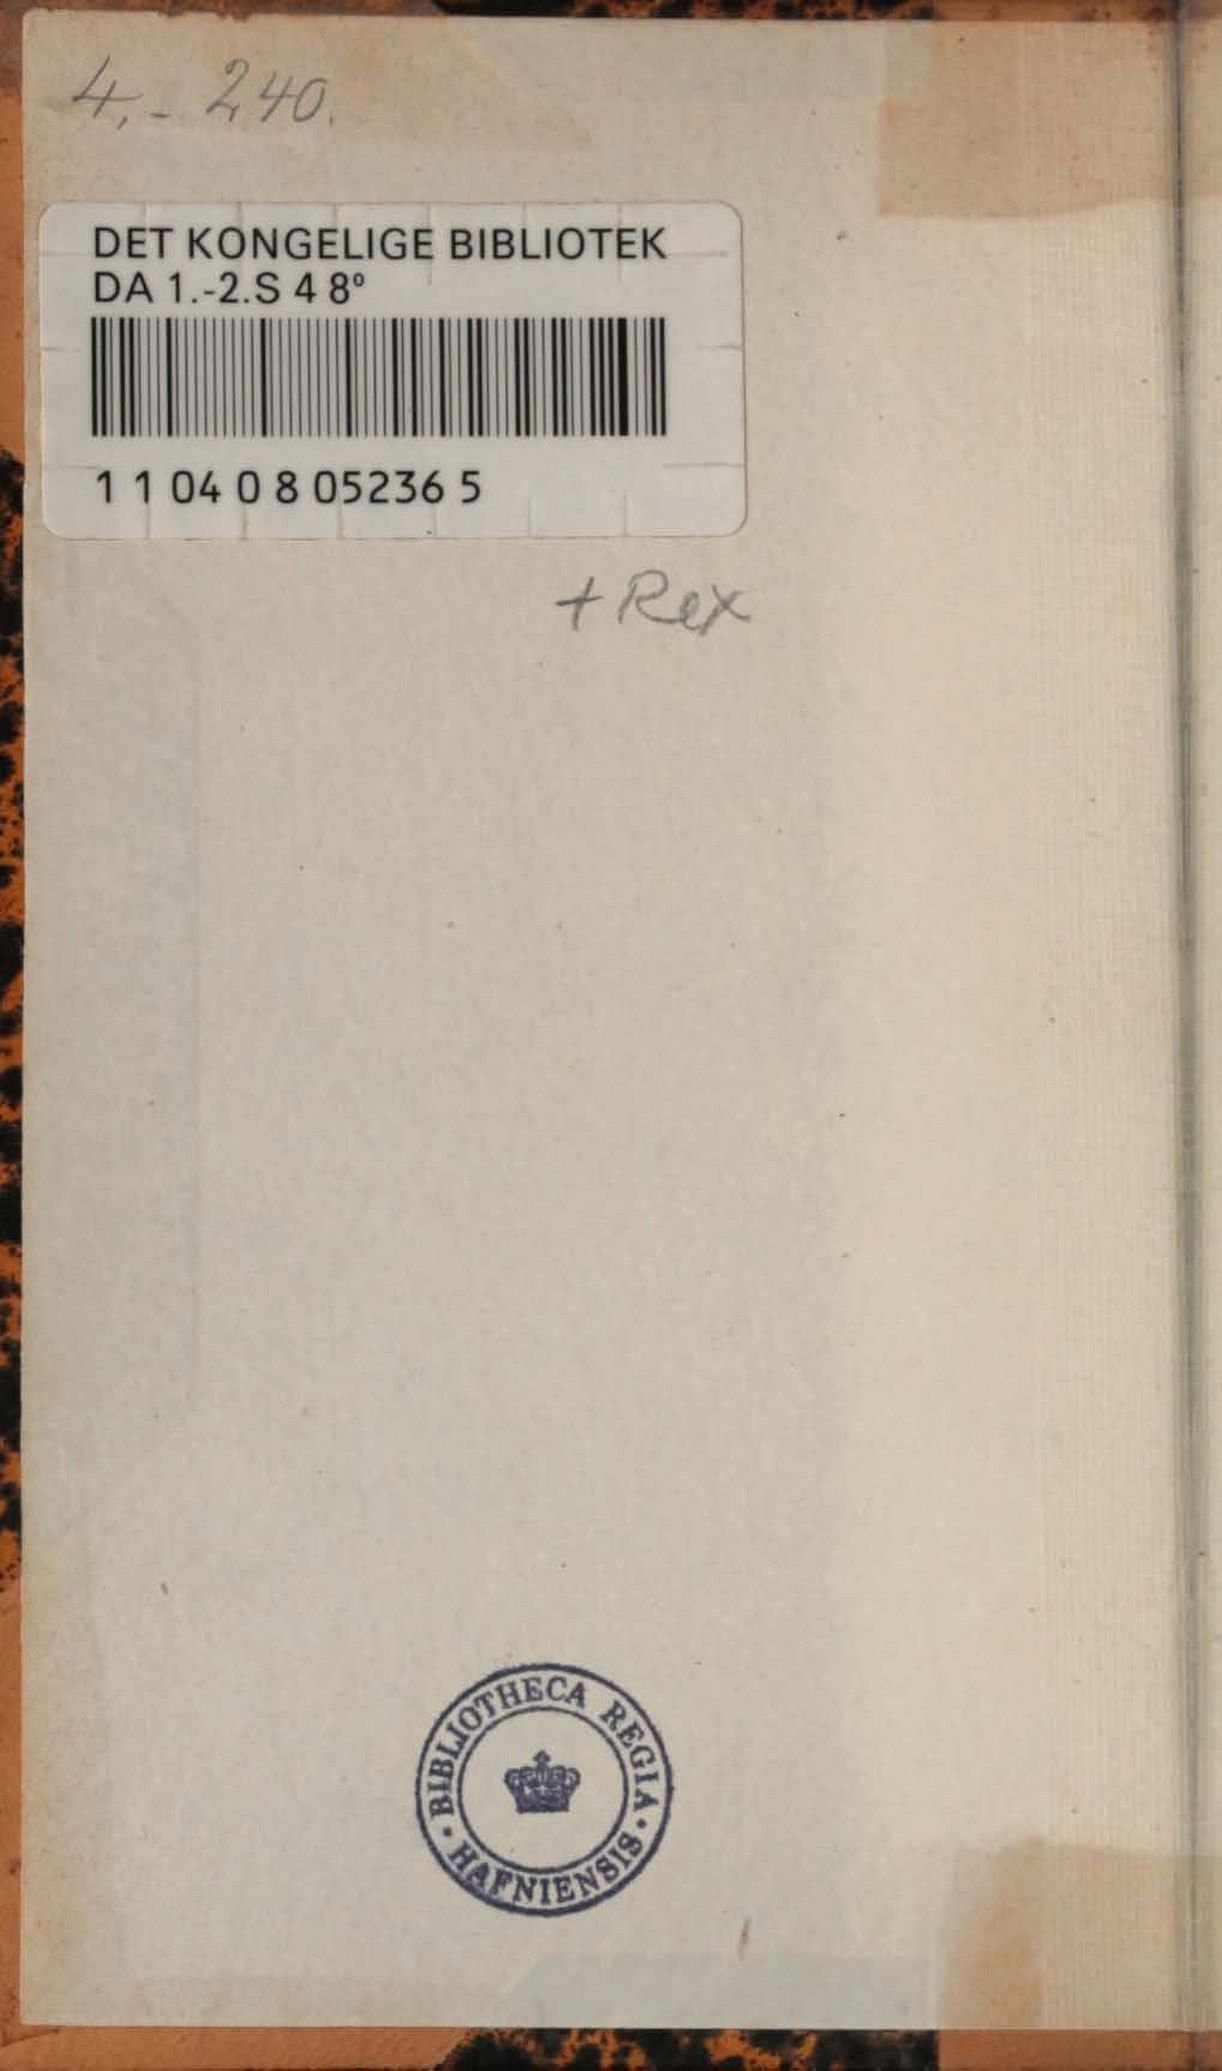 4,- 240.
DET KONGELIGE BIBLIOTEK
DA 1.-2.S 4 8º
1 1 04 0 8 05236 5
+ Rex
BIBLIOTHECA REGIA
· HAFNIENSIS ·